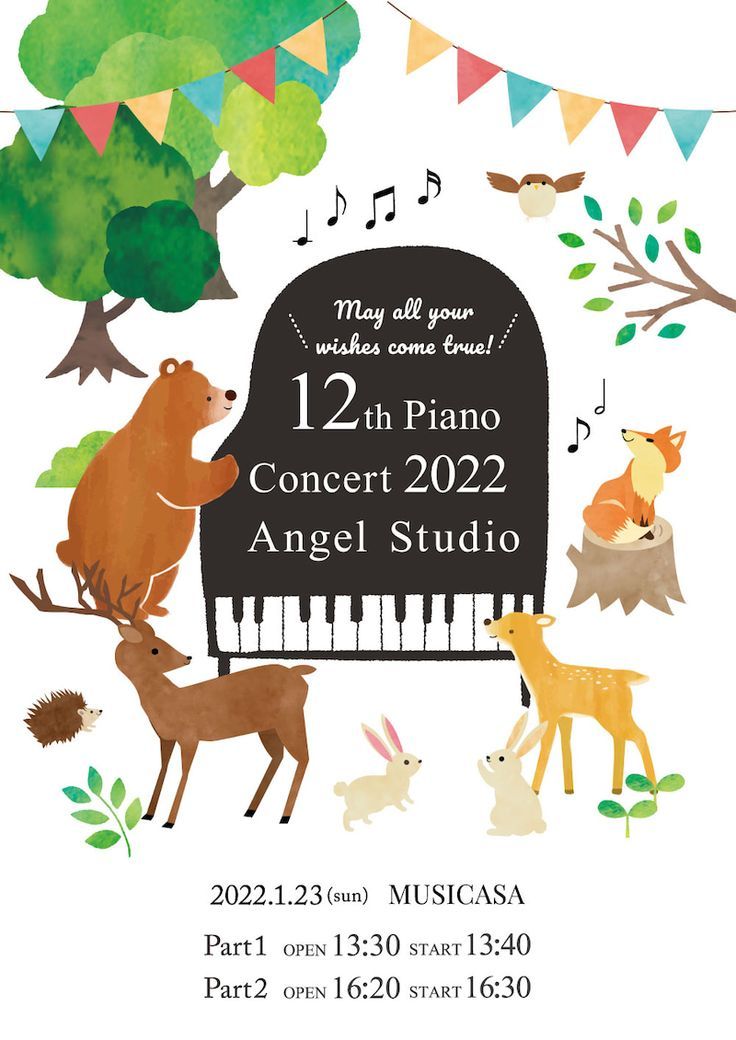 May all your
wishes come true!
12th Piano
Concert 2022
Angel Studio
2022.1.23(sun) MUSICASA
Part1 OPEN 13:30 START 13:40
Part2 OPEN 16:20 START 16:30